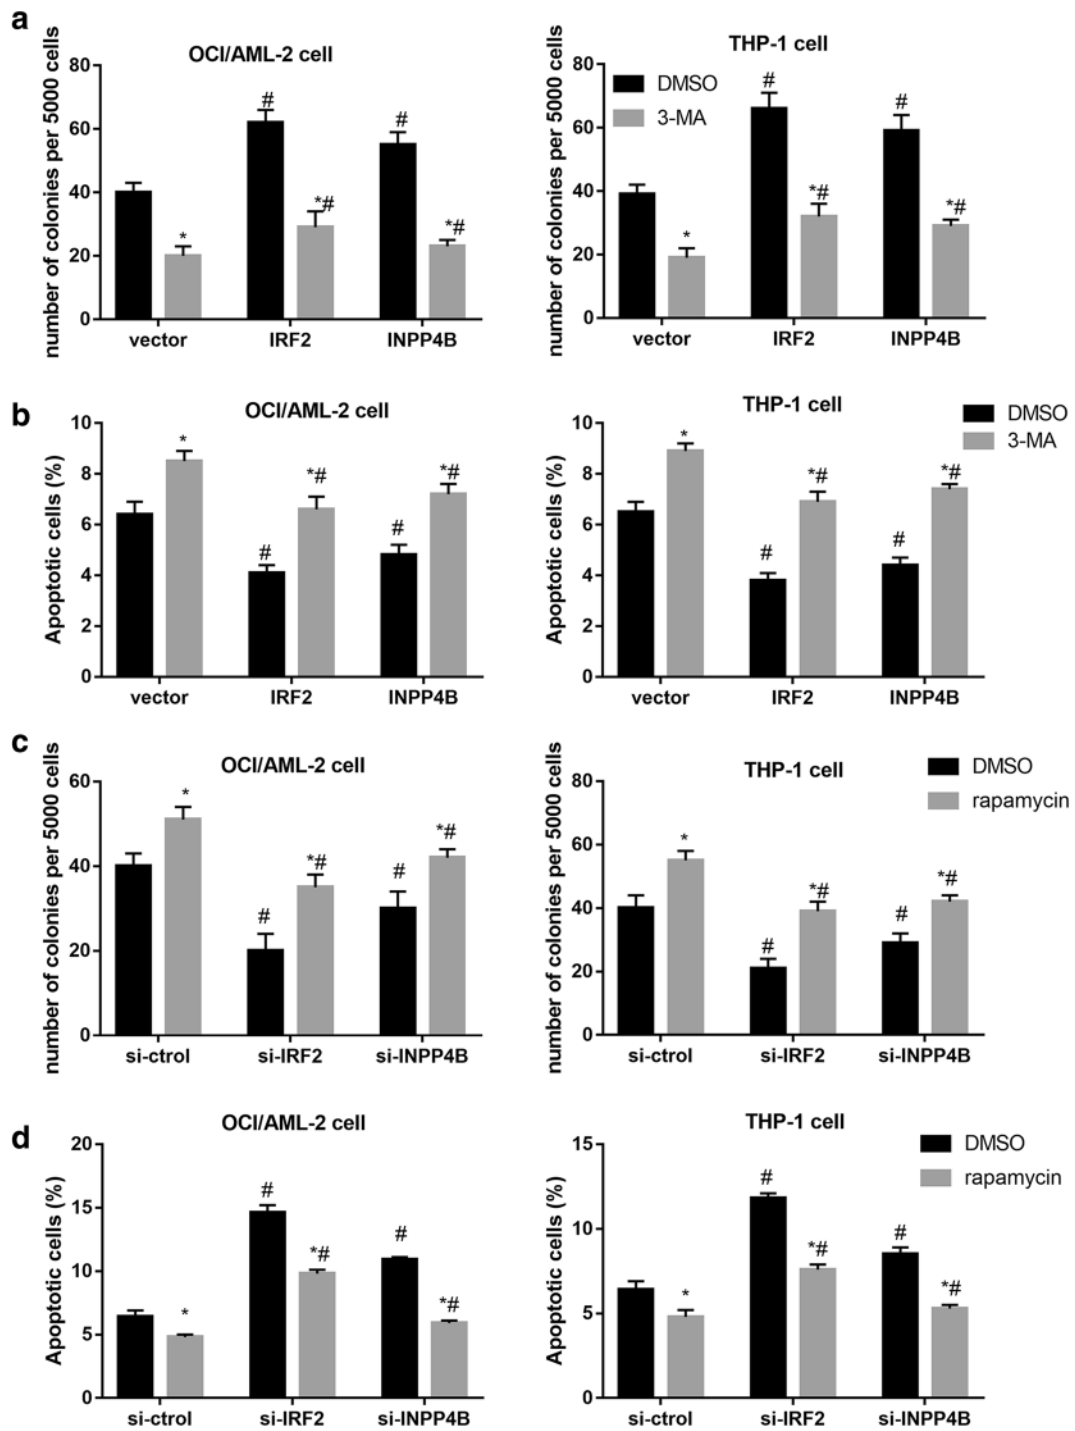 a
OCI/AML-2 cell
number of colonies per 5000 cells
80
60
40
20
0
#
#
*
*#
*#
vector
IRF2
INPP4B
THP-1 cell
DMSO
3-MA
number of colonies per 5000 cells
80
60
40
20
0
#
#
*
*#
*#
vector
IRF2
INPP4B
b
OCI/AML-2 cell
Apoptotic cells (%)
10
8
6
4
2
0
*
#
*#
#
*#
vector
IRF2
INPP4B
THP-1 cell
DMSO
3-MA
Apoptotic cells (%)
10
8
6
4
2
0
*
#
*#
#
*#
vector
IRF2
INPP4B
c
OCI/AML-2 cell
number of colonies per 5000 cells
60
40
20
0
*
#
*#
#
*#
si-ctrol
si-IRF2
si-INPP4B
THP-1 cell
DMSO
rapamycin
number of colonies per 5000 cells
80
60
40
20
0
*
#
*#
#
*#
si-ctrol
si-IRF2
si-INPP4B
d
OCI/AML-2 cell
Apoptotic cells (%)
20
15
10
5
0
*
#
*#
#
*#
si-ctrol
si-IRF2
si-INPP4B
THP-1 cell
DMSO
rapamycin
Apoptotic cells (%)
15
10
5
0
*
#
*#
#
*#
si-ctrol
si-IRF2
si-INPP4B